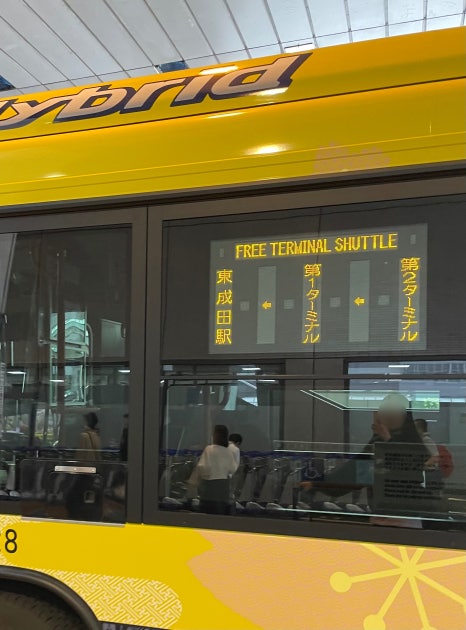 Hybrid
FREE TERMINAL SHUTTLE
東成田駅 ← 第1ターミナル ← 第2ターミナル
8